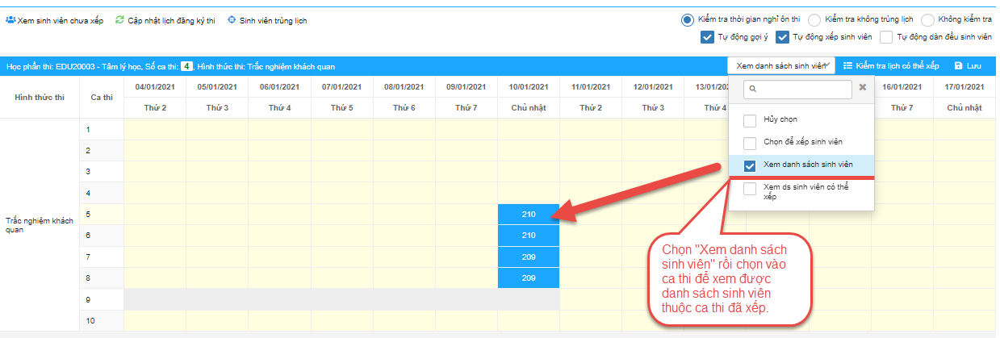 Xem sinh viên chưa xếp Cập nhật lịch đăng ký thi Sinh viên trùng lịch
Kiểm tra thời gian nghỉ ôn thi Kiểm tra không trùng lịch Không kiểm tra
Tự động gợi ý Tự động xếp sinh viên Tự động dàn đều sinh viên
Học phần thi: EDU20003 - Tâm lý học, Số ca thi: 4, Hình thức thi: Trắc nghiệm khách quan
Xem danh sách sinh viên Kiểm tra lịch có thể xếp Lưu
Hình thức thi Ca thi
04/01/2021 05/01/2021 06/01/2021 07/01/2021 08/01/2021 09/01/2021 10/01/2021 11/01/2021 12/01/2021 13/01/20 16/01/2021 17/01/2021
Thứ 2 Thứ 3 Thứ 4 Thứ 5 Thứ 6 Thứ 7 Chủ nhật Thứ 2 Thứ 3 Thứ 4 Thứ 7 Chủ nhật
Hủy chọn
Chọn để xếp sinh viên
Xem danh sách sinh viên
Xem ds sinh viên có thể
xếp
Trắc nghiệm khách
quan
1
2
3
4
5 210
6 210
7 209
8 209
9
10
Chọn "Xem danh sách
sinh viên" rồi chọn vào
ca thi để xem được
danh sách sinh viên
thuộc ca thi đã xếp.